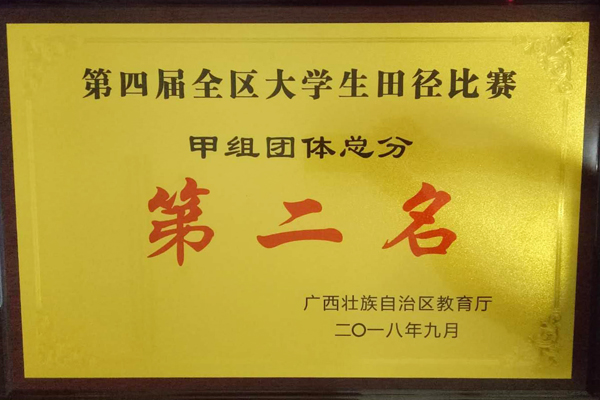 第四届全区大学生田径比赛
甲组团体总分
第二名
广西壮族自治区教育厅
二〇一八年九月